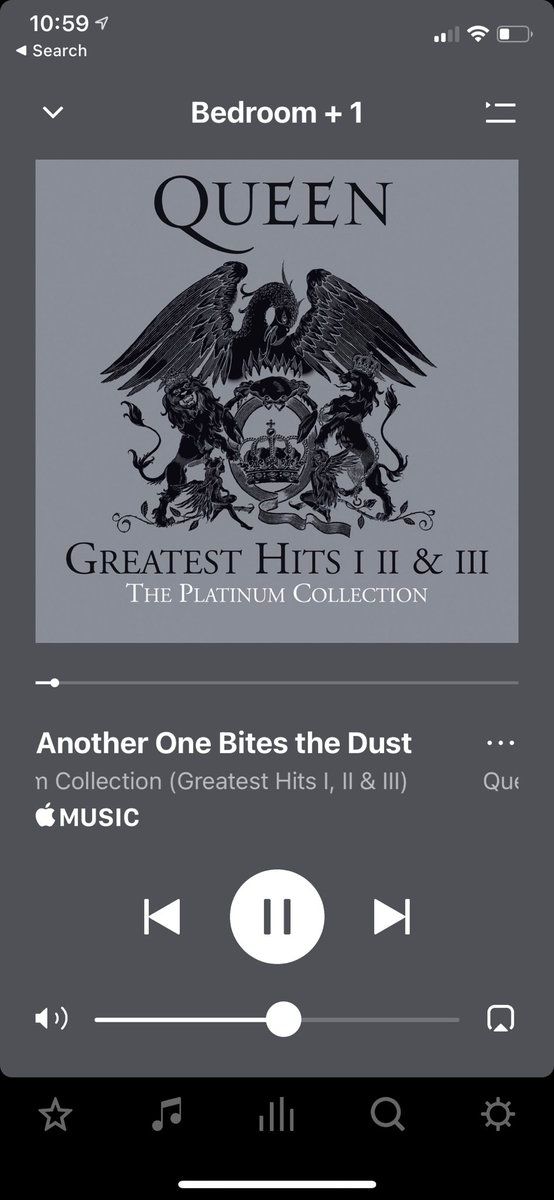 10:59
Search
Bedroom + 1
QUEEN
GREATEST HITS I II & III
THE PLATINUM COLLECTION
Another One Bites the Dust
m Collection (Greatest Hits I, II & III) Que
MUSIC